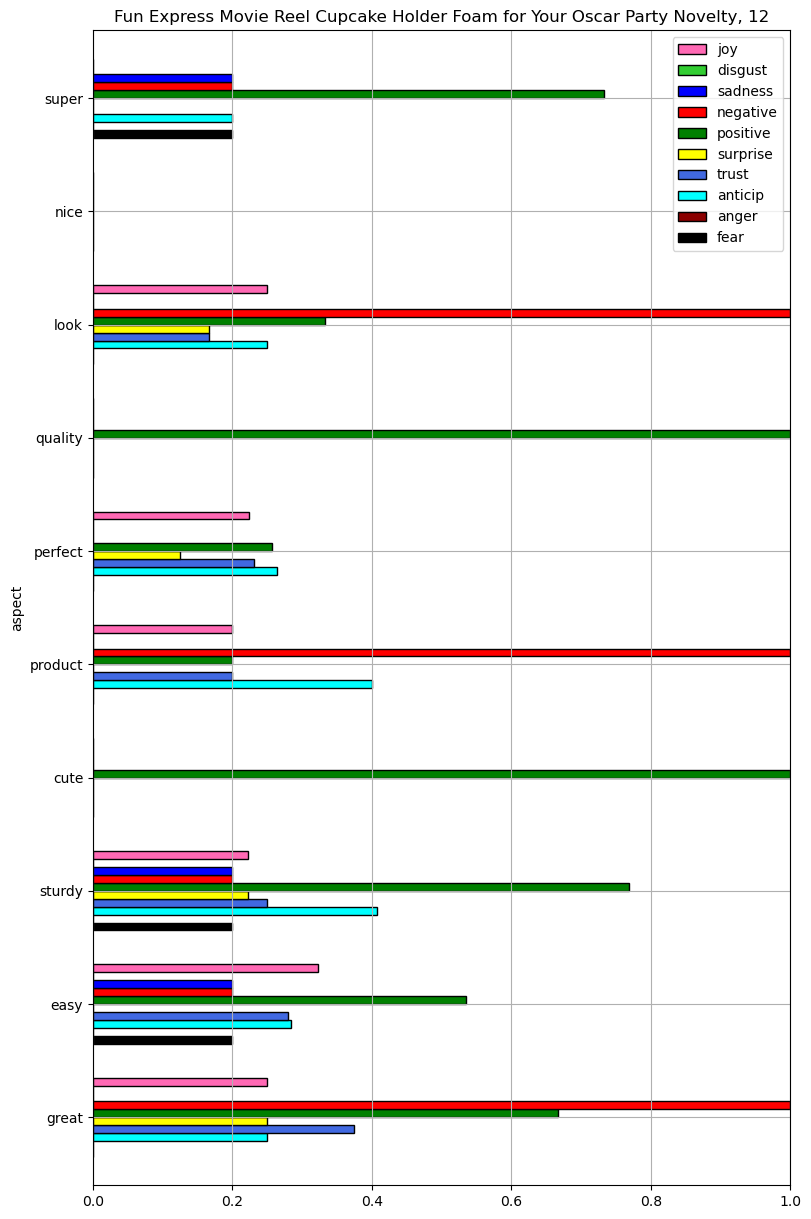 Fun Express Movie Reel Cupcake Holder Foam for Your Oscar Party Novelty, 12
joy
disgust
sadness
negative
positive
surprise
trust
anticip
anger
fear
aspect
super
nice
look
quality
perfect
product
cute
sturdy
easy
great
0.0 0.2 0.4 0.6 0.8 1.0